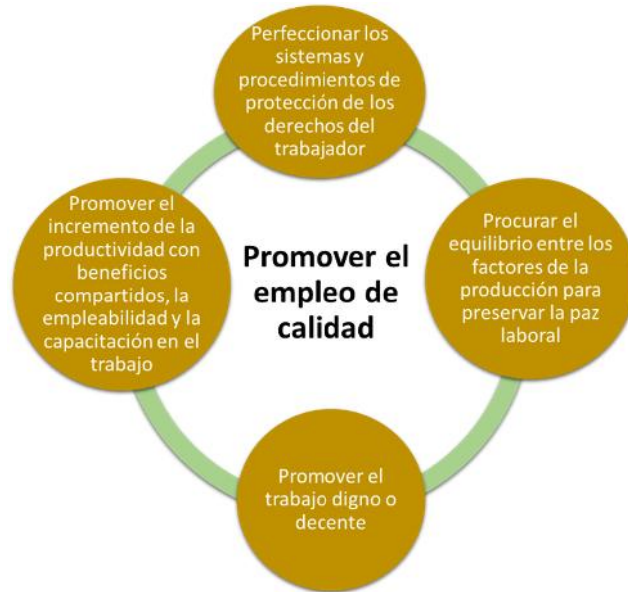 Perfeccionar los
sistemas y
procedimientos de
protección de los
derechos del
trabajador
Promover el
incremento de la
productividad con
beneficios
compartidos, la
empleabilidad y la
capacitación en el
trabajo
Promover el
empleo de
calidad
Procurar el
equilibrio entre los
factores de la
producción para
preservar la paz
laboral
Promover el
trabajo digno o
decente